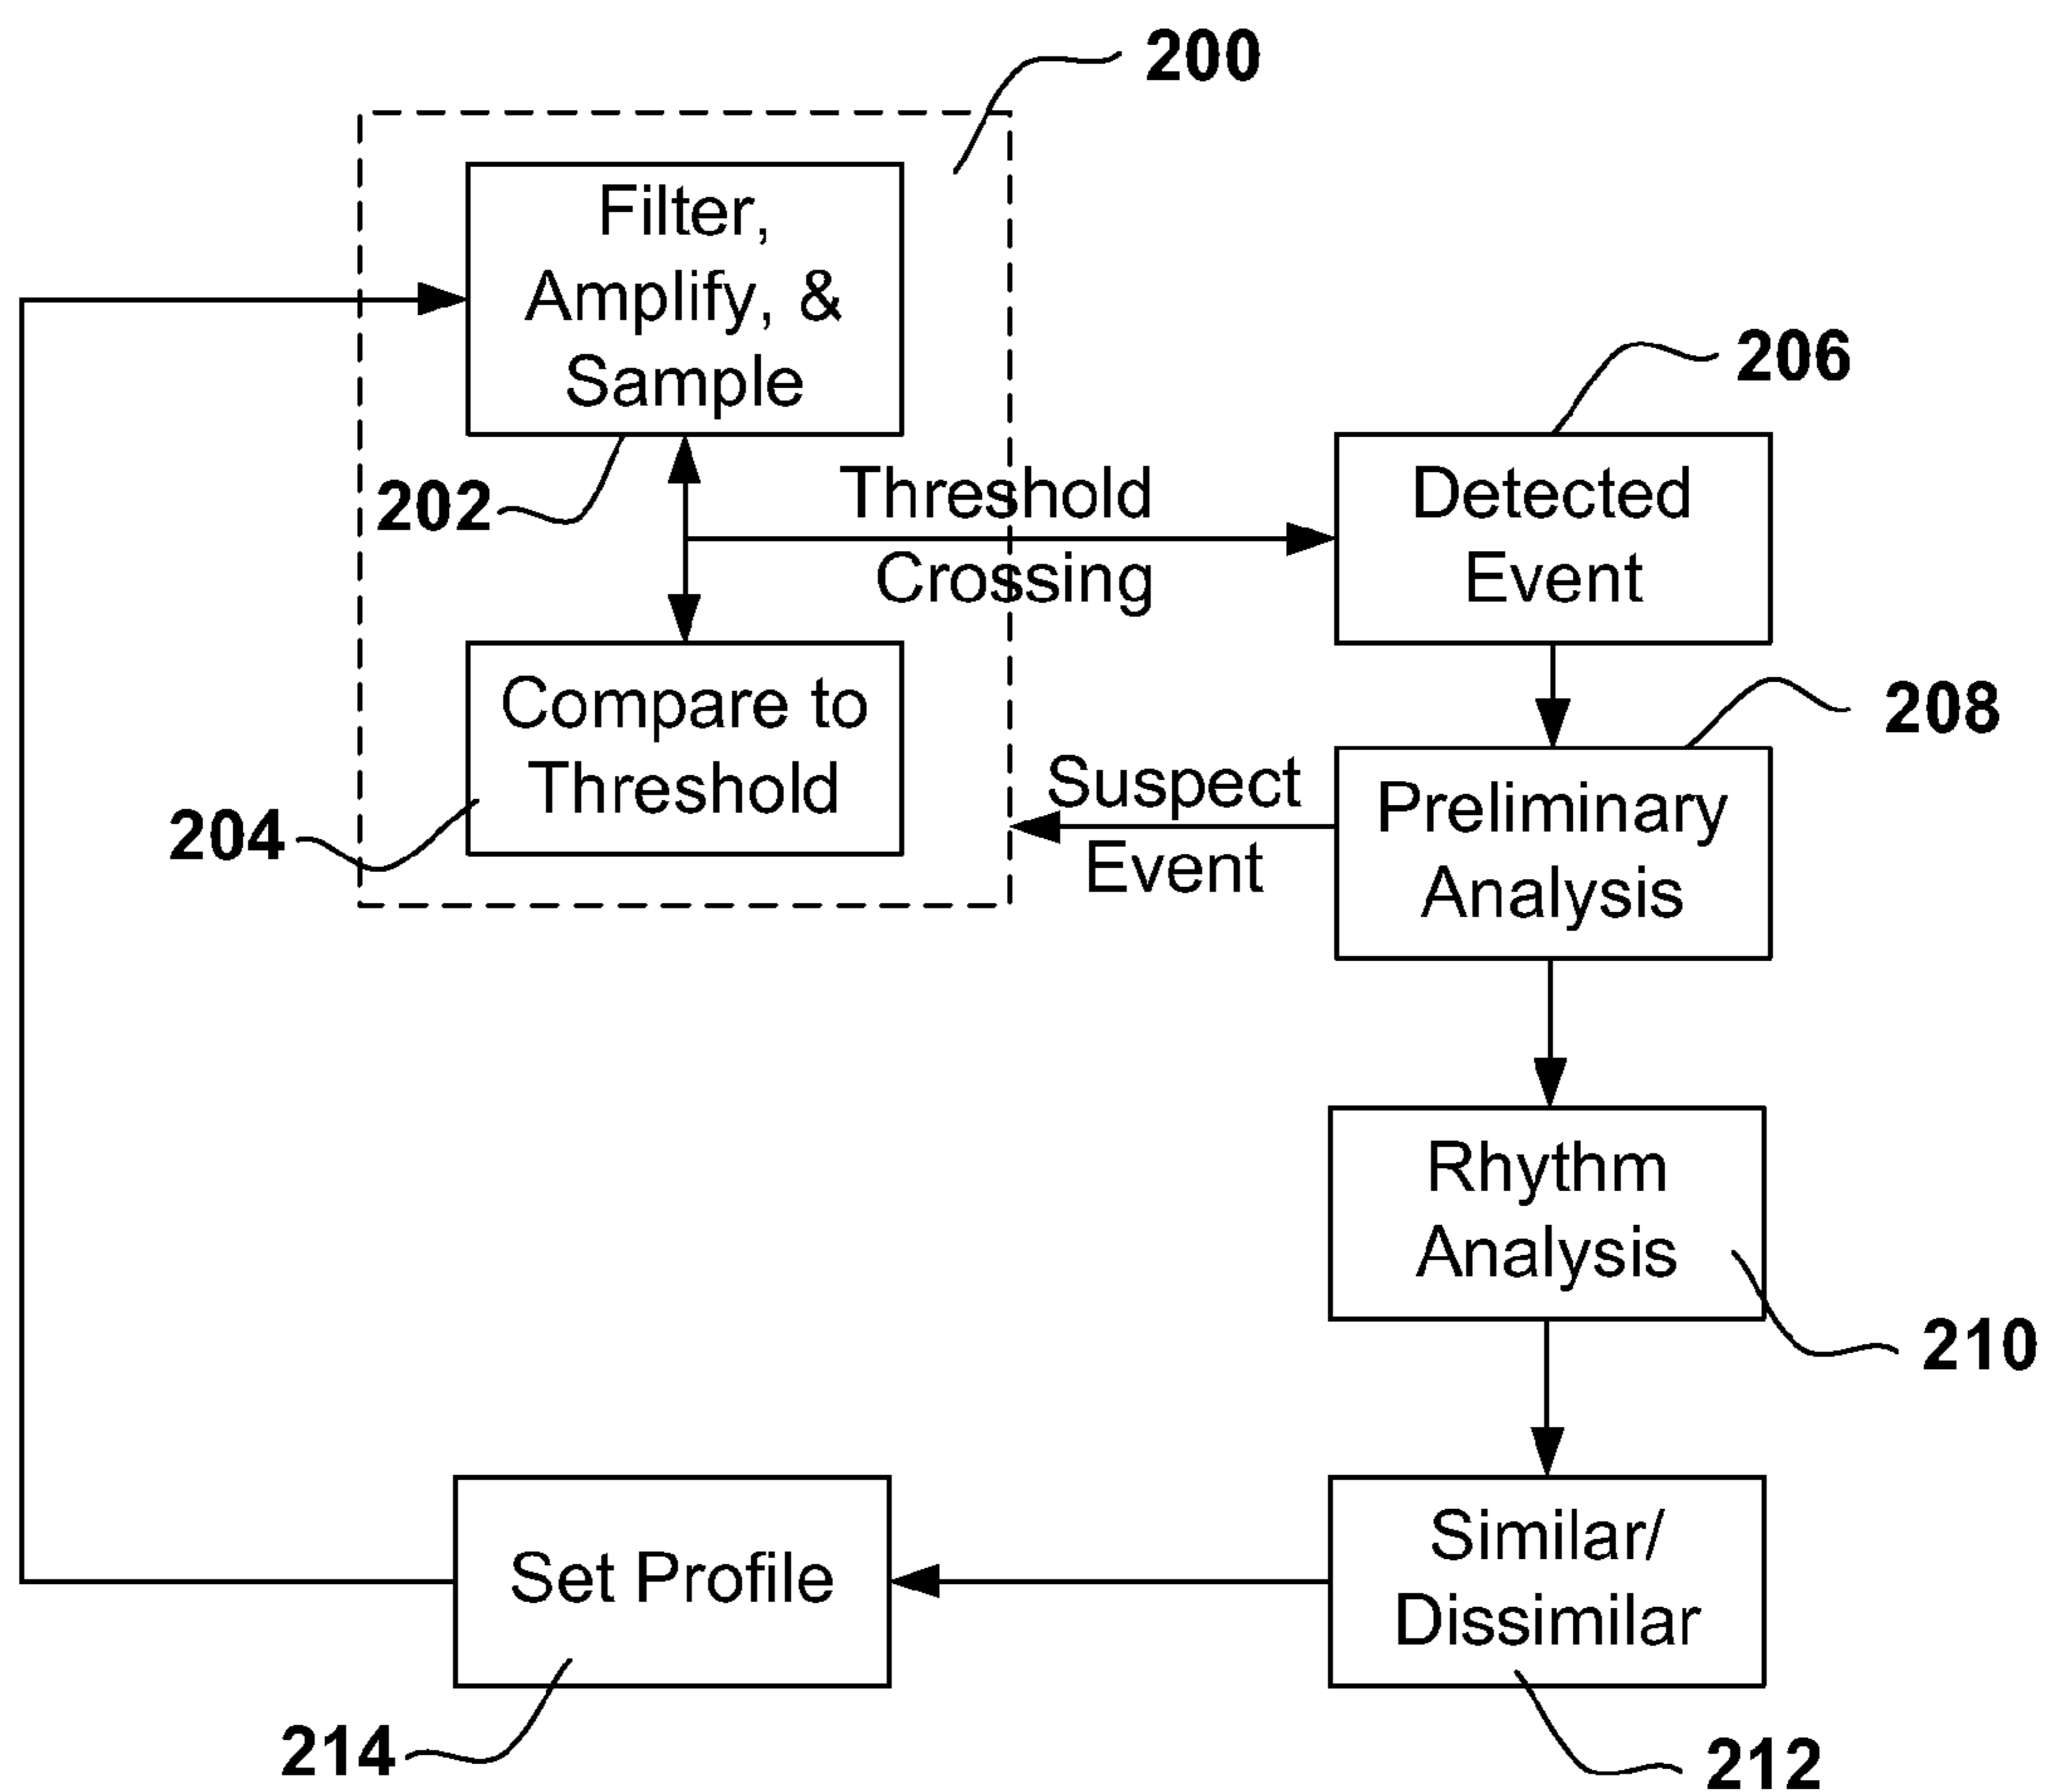 200
Filter,
Amplify, &
Sample
202
Threshold
Crossing
206
Detected
Event
Compare to
Threshold
204
208
Suspect
Event
Preliminary
Analysis
Rhythm
Analysis
210
Similar/
Dissimilar
212
Set Profile
214